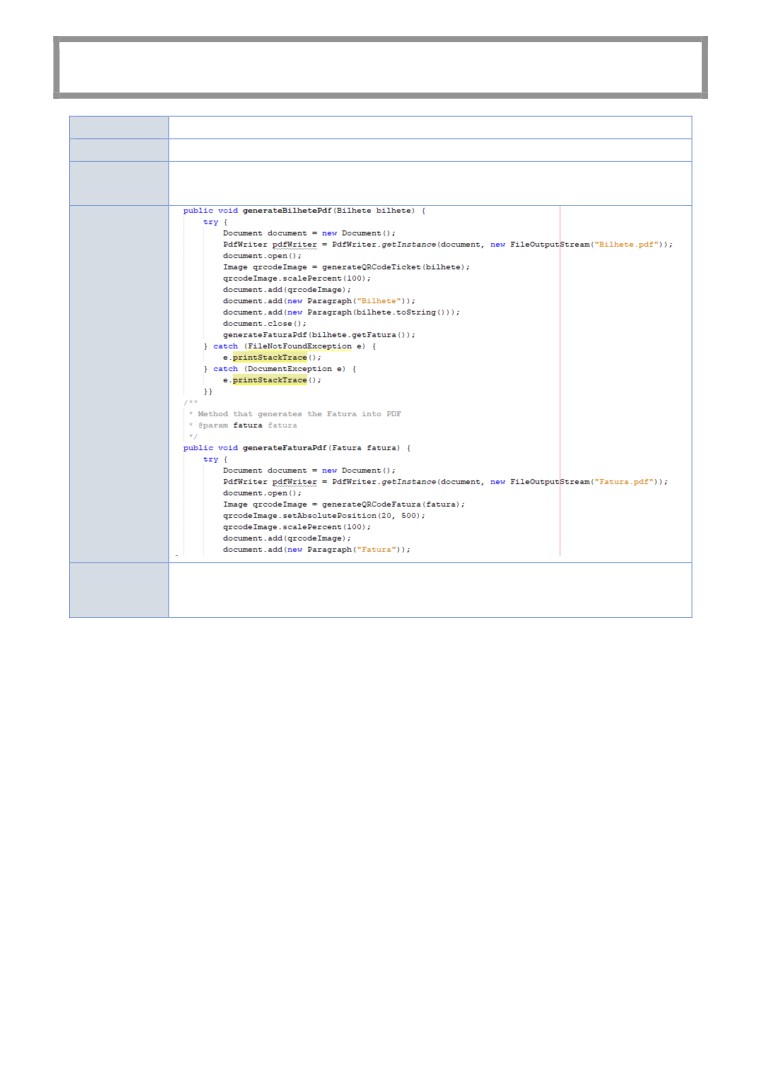 public void generateBilhetePdf(Bilhete bilhete) {
try {
Document document = new Document();
PdfWriter pdfWriter = PdfWriter.getInstance(document, new FileOutputStream("Bilhete.pdf"));
document.open();
Image qrcodeImage = generateQRCodeTicket(bilhete);
qrcodeImage.scalePercent(100);
document.add(qrcodeImage);
document.add(new Paragraph("Bilhete"));
document.add(new Paragraph(bilhete.toString()));
document.close();
generateFaturaPdf(bilhete.getFatura());
} catch (FileNotFoundException e) {
e.printStackTrace();
} catch (DocumentException e) {
e.printStackTrace();
}}
/**
* Method that generates the Fatura into PDF
* @param fatura fatura
*/
public void generateFaturaPdf(Fatura fatura) {
try {
Document document = new Document();
PdfWriter pdfWriter = PdfWriter.getInstance(document, new FileOutputStream("Fatura.pdf"));
document.open();
Image qrcodeImage = generateQRCodeFatura(fatura);
qrcodeImage.setAbsolutePosition(20, 500);
qrcodeImage.scalePercent(100);
document.add(qrcodeImage);
document.add(new Paragraph("Fatura"));